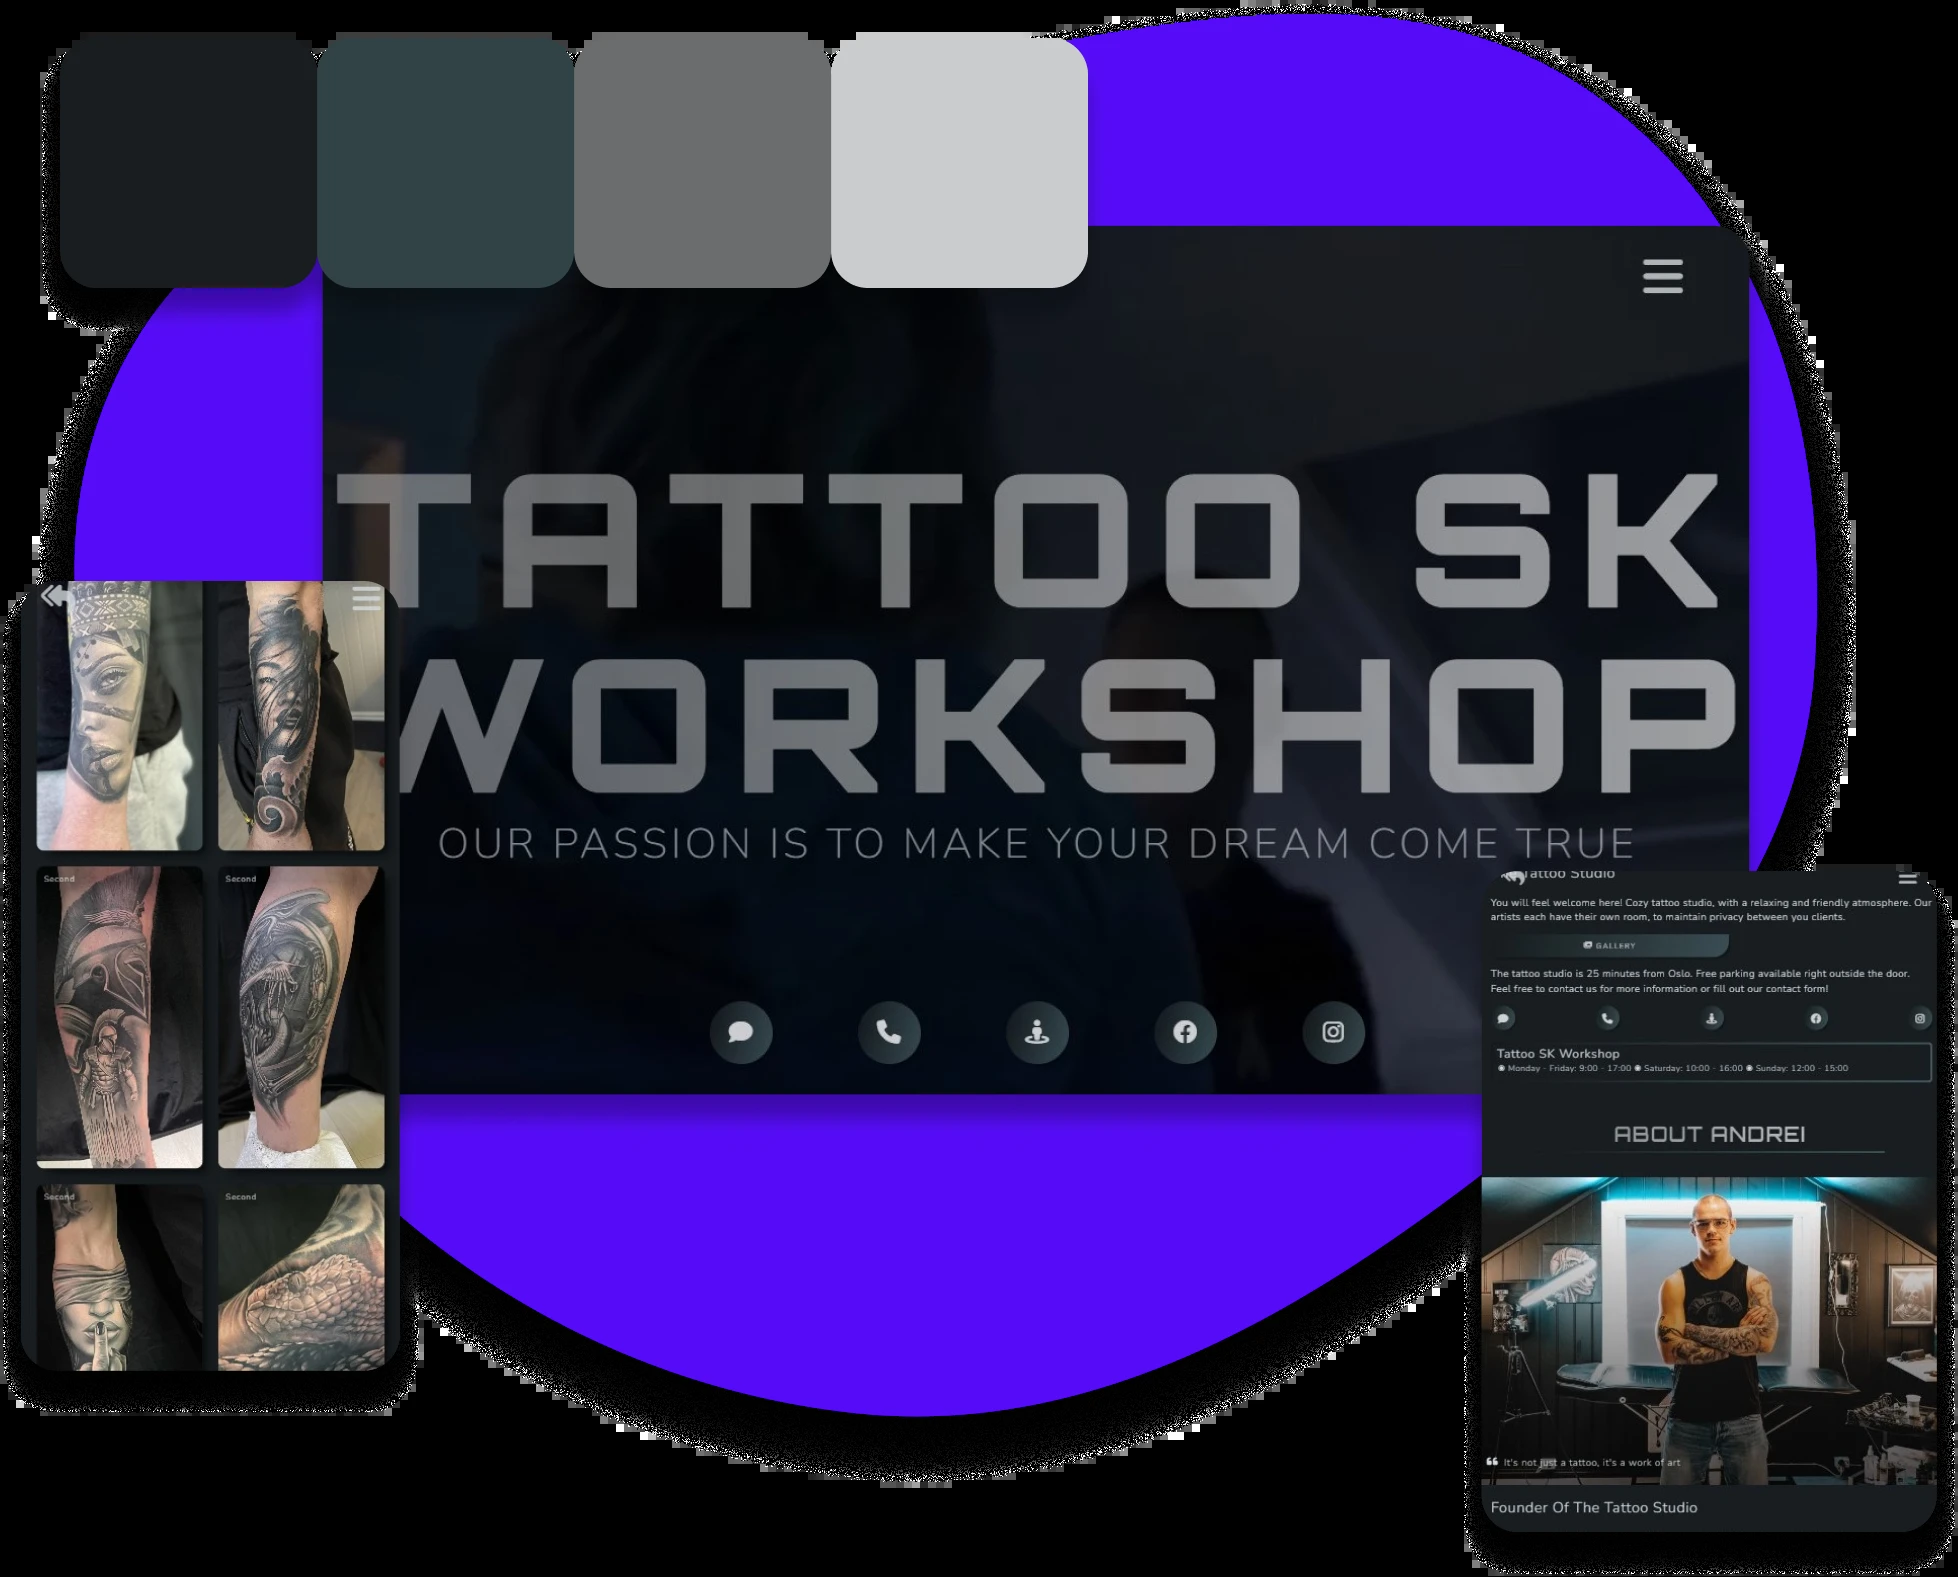 TATTOO SK
WORKSHOP
OUR PASSION IS TO MAKE YOUR DREAM COME TRUE
Second
Second
Second
Tattoo Studio
You will feel welcome here! Cozy tattoo studio, with a relaxing and friendly atmosphere. Our
artists each have their own room, to maintain privacy between you clients.
GALLERY
The tattoo studio is 25 minutes from Oslo. Free parking available right outside the door.
Feel free to contact us for more information or fill out our contact form!
Tattoo SK Workshop
Monday - Friday: 9:00 - 17:00 Saturday: 10:00 - 16:00 Sunday: 12:00 - 15:00
ABOUT ANDREI
It's not just a tattoo, it's a work of art
Founder Of The Tattoo Studio